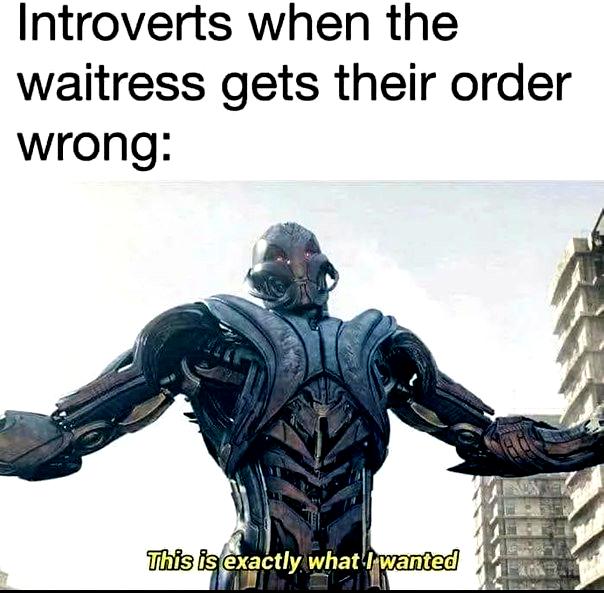 Introverts when the
waitress gets their order
wrong:
This is exactly what I wanted